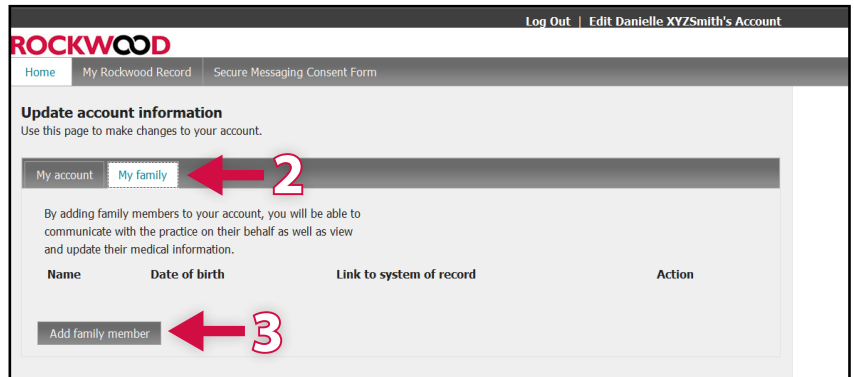 Log Out | Edit Danielle XYZSmith's Account
ROCKWOOD
Home My Rockwood Record Secure Messaging Consent Form
Update account information
Use this page to make changes to your account.
My account My family 2
By adding family members to your account, you will be able to
communicate with the practice on their behalf as well as view
and update their medical information.
Name Date of birth Link to system of record Action
Add family member 3